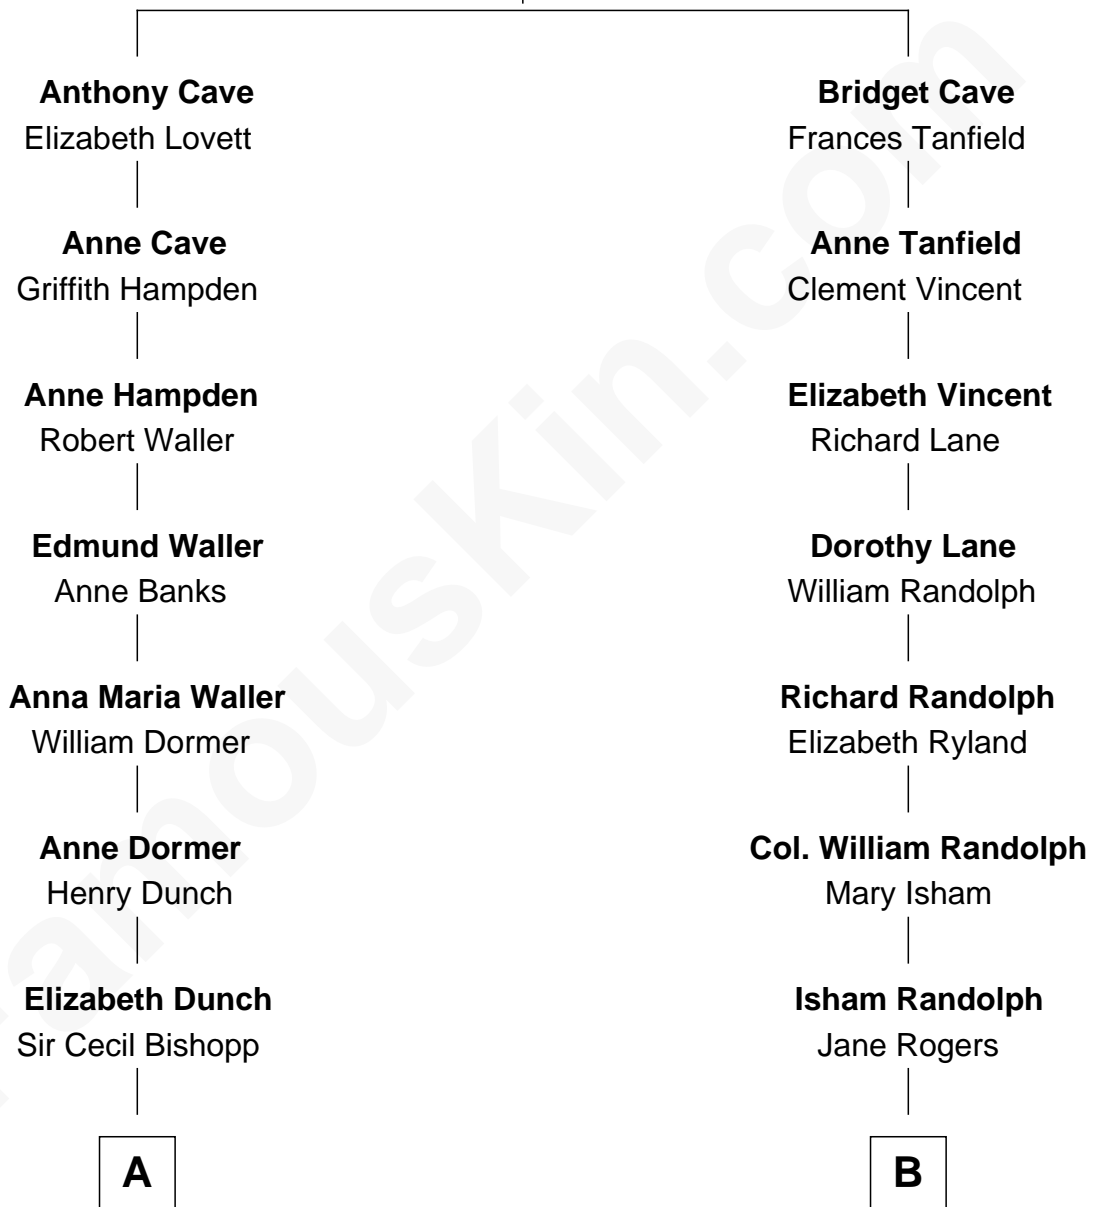 Anthony Cave
Elizabeth Lovett
Anne Cave
Griffith Hampden
Anne Hampden
Robert Waller
Edmund Waller
Anne Banks
Anna Maria Waller
William Dormer
Anne Dormer
Henry Dunch
Elizabeth Dunch
Sir Cecil Bishopp
A
Bridget Cave
Frances Tanfield
Anne Tanfield
Clement Vincent
Elizabeth Vincent
Richard Lane
Dorothy Lane
William Randolph
Richard Randolph
Elizabeth Ryland
Col. William Randolph
Mary Isham
Isham Randolph
Jane Rogers
B
FamousKin.com